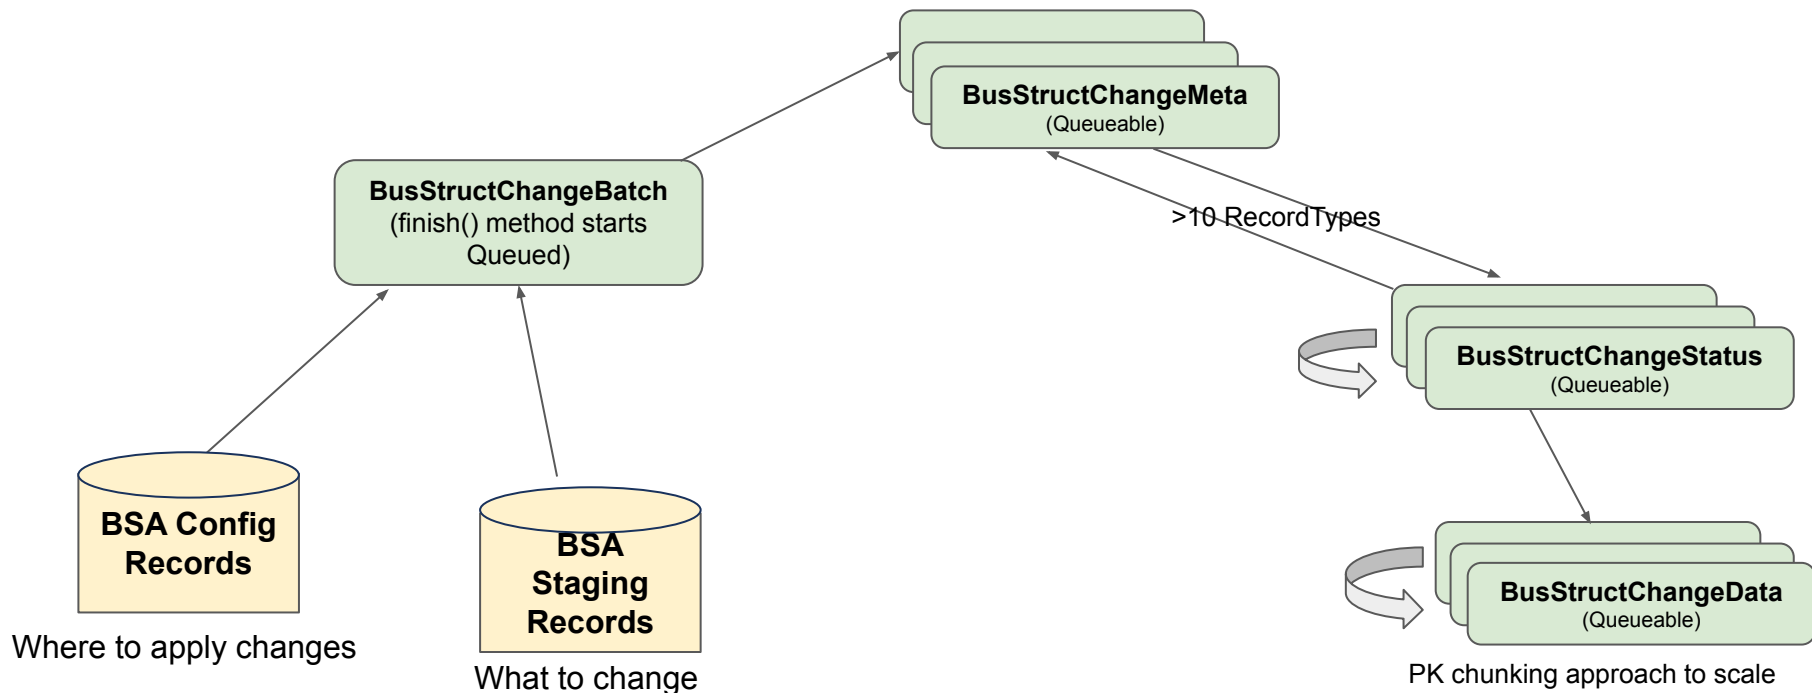 BusStructChangeMeta
(Queueable)
BusStructChangeBatch
(finish() method starts
Queued)
>10 RecordTypes
BusStructChangeStatus
(Queueable)
BSA Config
Records
Where to apply changes
BSA
Staging
Records
What to change
BusStructChangeData
(Queueable)
PK chunking approach to scale